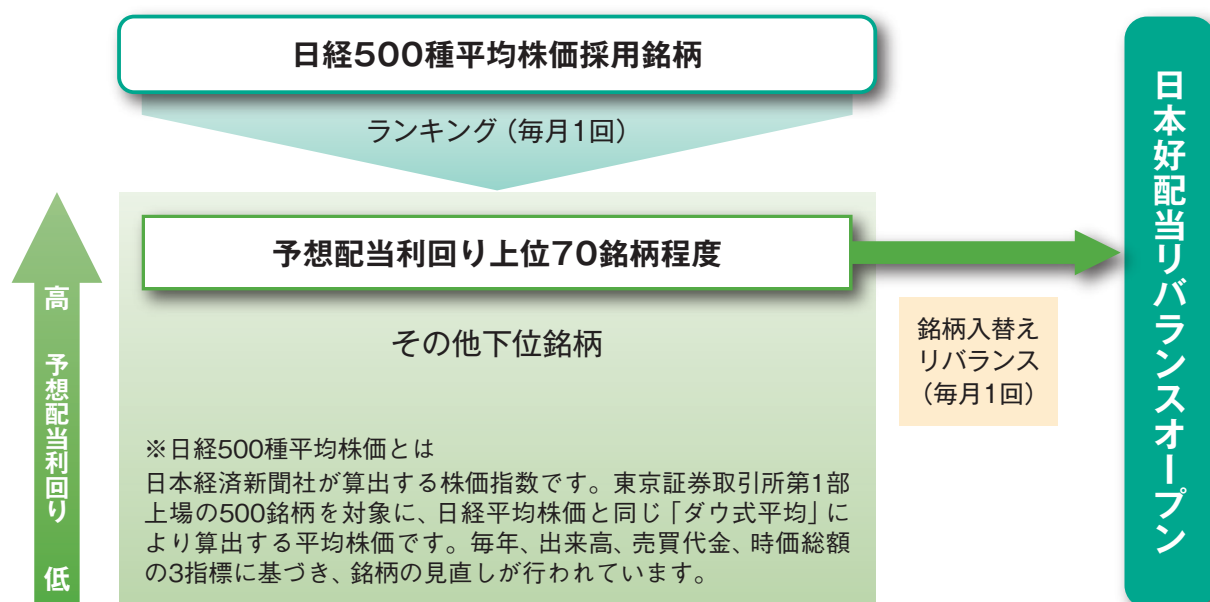 日経500種平均株価採用銘柄
ランキング（毎月1回）
予想配当利回り上位70銘柄程度
その他下位銘柄
※日経500種平均株価とは
日本経済新聞社が算出する株価指数です。東京証券取引所第1部
上場の500銘柄を対象に、日経平均株価と同じ「ダウ式平均」に
より算出する平均株価です。毎年、出来高、売買代金、時価総額
の3指標に基づき、銘柄の見直しが行われています。
高
予想配当利回り
低
銘柄入替え
リバランス
（毎月1回）
日本好配当リバランスオープン